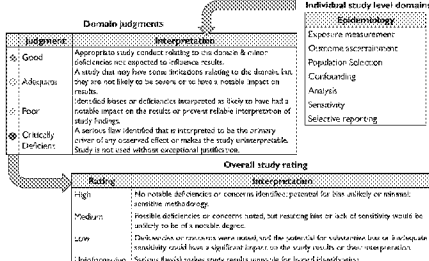 Individual study level domains
Epidemiology
Exposure measurement
Outcome ascertainment
Population Selection
Confounding
Analysis
Sensitivity
Selective reporting
Domain judgments
Judgment
Interpretation
Good
Appropriate study conduct relating to the domain & minor
deficiencies not expected to influence results.
Adequate
A study that may have some limitations relating to the domain, but
they are not likely to be severe or to have a notable impact on
results.
Poor
Identified biases or deficiencies interpreted as likely to have had a
notable impact on the results or prevent reliable interpretation of
study findings.
Critically
Deficient
A serious flaw identified that is interpreted to be the primary
driver of any observed effect or makes the study uninterpretable.
Study is not used without exceptional justification.
Overall study rating
Rating
Interpretation
High
No notable deficiencies or concerns identified; potential for bias unlikely or minimal;
sensitive methodology.
Medium
Possible deficiencies or concerns noted, but resulting bias or lack of sensitivity would be
unlikely to be of a notable degree.
Low
Deficiencies or concerns were noted, and the potential for substantive bias or inadequate
sensitivity could have a significant impact on the study results or their interpretation.